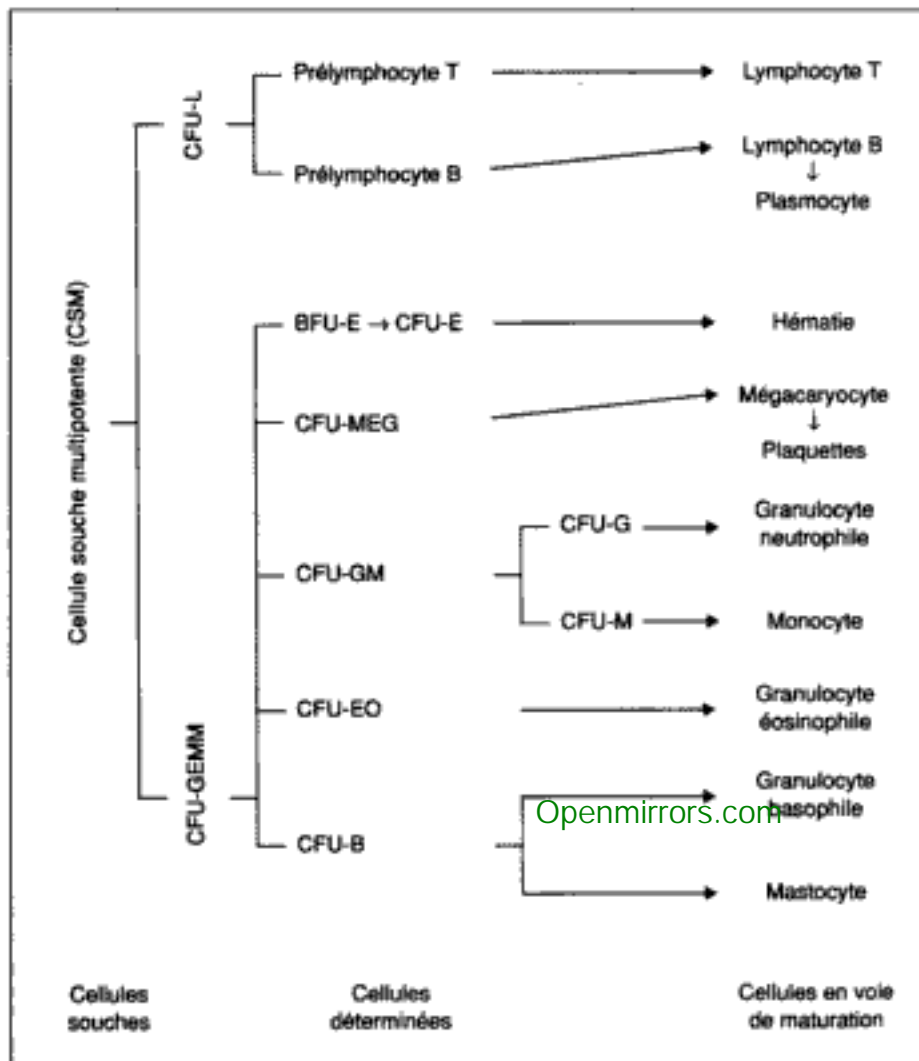 Prélymphocyte T
Lymphocyte T
CFU-L
Prélymphocyte B
Lymphocyte B
↓
Plasmocyte
Cellule souche multipotente (CSM)
BFU-E → CFU-E
Hématie
CFU-MEG
Mégacaryocyte
↓
Plaquettes
CFU-GM
CFU-G
Granulocyte
neutrophile
CFU-M
Monocyte
CFU-EO
Granulocyte
éosinophile
CFU-GEMM
CFU-B
Granulocyte
basophile
Openmirrors.com
Mastocyte
Cellules
souches
Cellules
déterminées
Cellules en voie
de maturation